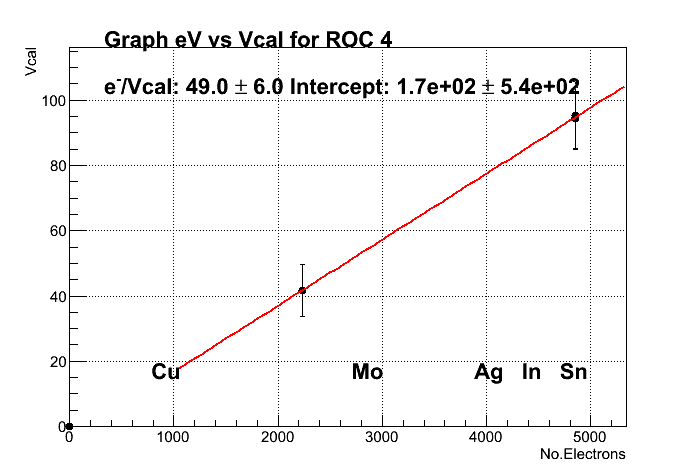 Graph eV vs Vcal for ROC 4
Vcal
e⁻/Vcal: 49.0 ± 6.0 Intercept: 1.7e+02 ± 5.4e+02
100
80
60
40
20
Cu Mo Ag In Sn
0
0 1000 2000 3000 4000 5000
No.Electrons